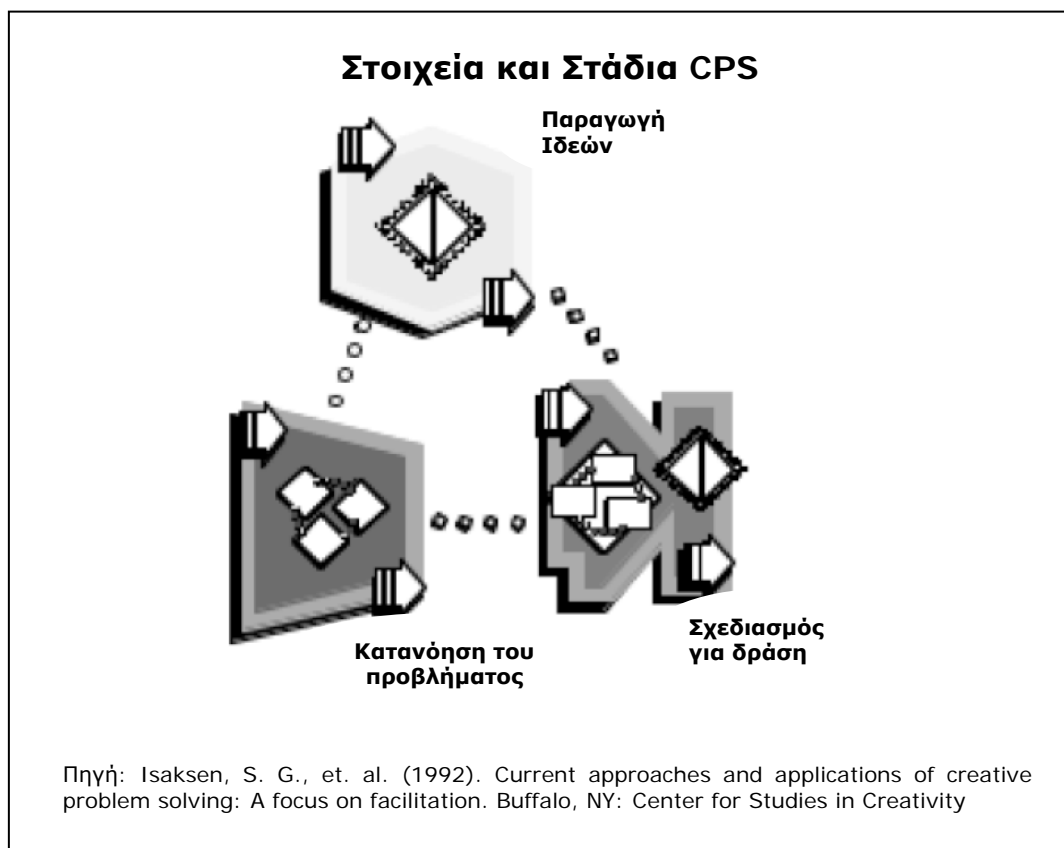 Στοιχεία και Στάδια CPS
Παραγωγή
Ιδεών
Κατανόηση του
προβλήματος
Σχεδιασμός
για δράση
Πηγή: Isaksen, S. G., et. al. (1992). Current approaches and applications of creative
problem solving: A focus on facilitation. Buffalo, NY: Center for Studies in Creativity